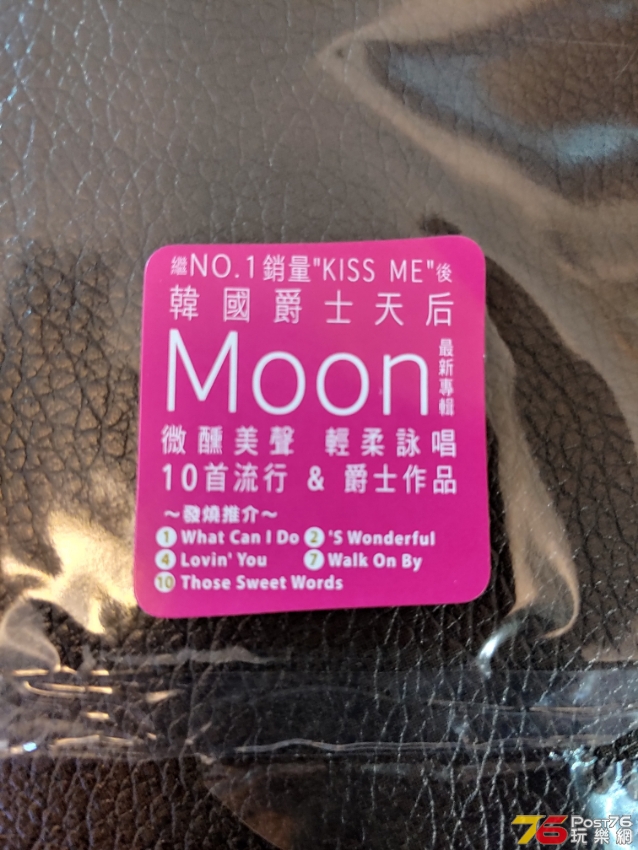 繼NO.1銷量"KISS ME"後
韓國爵士天后
Moon
最新專輯
微醺美聲 輕柔詠唱
10首流行 & 爵士作品
～發燒推介～
1 What Can I Do 2 'S Wonderful
4 Lovin' You 7 Walk On By
10 Those Sweet Words
76 Post76
玩樂網